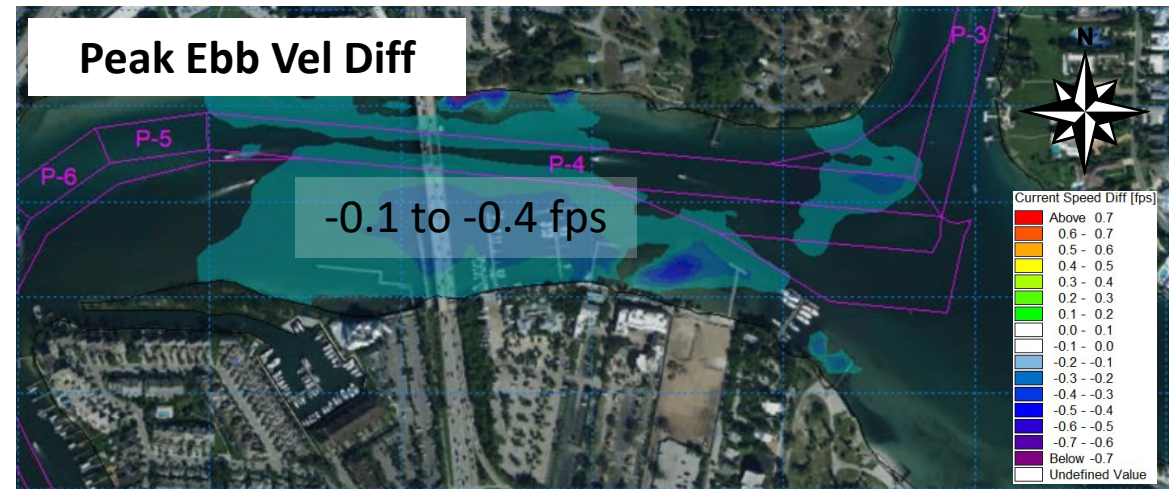 Peak Ebb Vel Diff
P-3
N
P-5
P-4
P-6
-0.1 to -0.4 fps
Current Speed Diff [fps]
Above 0.7
0.6 - 0.7
0.5 - 0.6
0.4 - 0.5
0.3 - 0.4
0.2 - 0.3
0.1 - 0.2
0.0 - 0.1
-0.1 - 0.0
-0.2 - -0.1
-0.3 - -0.2
-0.4 - -0.3
-0.5 - -0.4
-0.6 - -0.5
-0.7 - -0.6
Below -0.7
Undefined Value